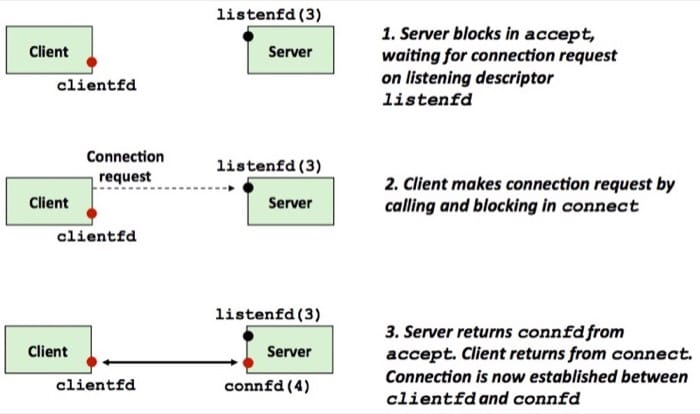 listenfd(3)
Client
Server
clientfd
1. Server blocks in accept,
waiting for connection request
on listening descriptor
listenfd
Connection
request
listenfd(3)
Client
Server
clientfd
2. Client makes connection request by
calling and blocking in connect
listenfd(3)
Client
Server
clientfd
connfd(4)
3. Server returns connfd from
accept. Client returns from connect.
Connection is now established between
clientfd and connfd